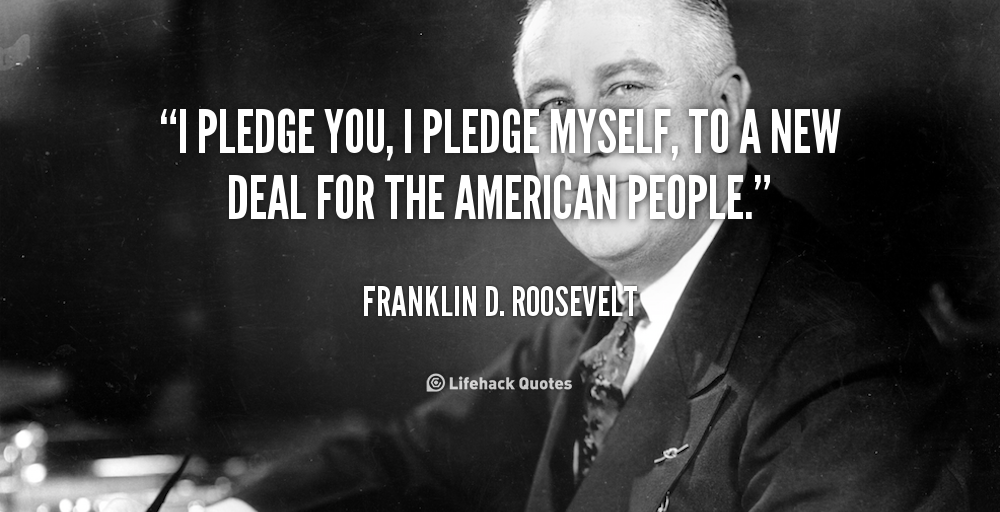 “I PLEDGE YOU, I PLEDGE MYSELF, TO A NEW
DEAL FOR THE AMERICAN PEOPLE.”
FRANKLIN D. ROOSEVELT
Lifehack Quotes